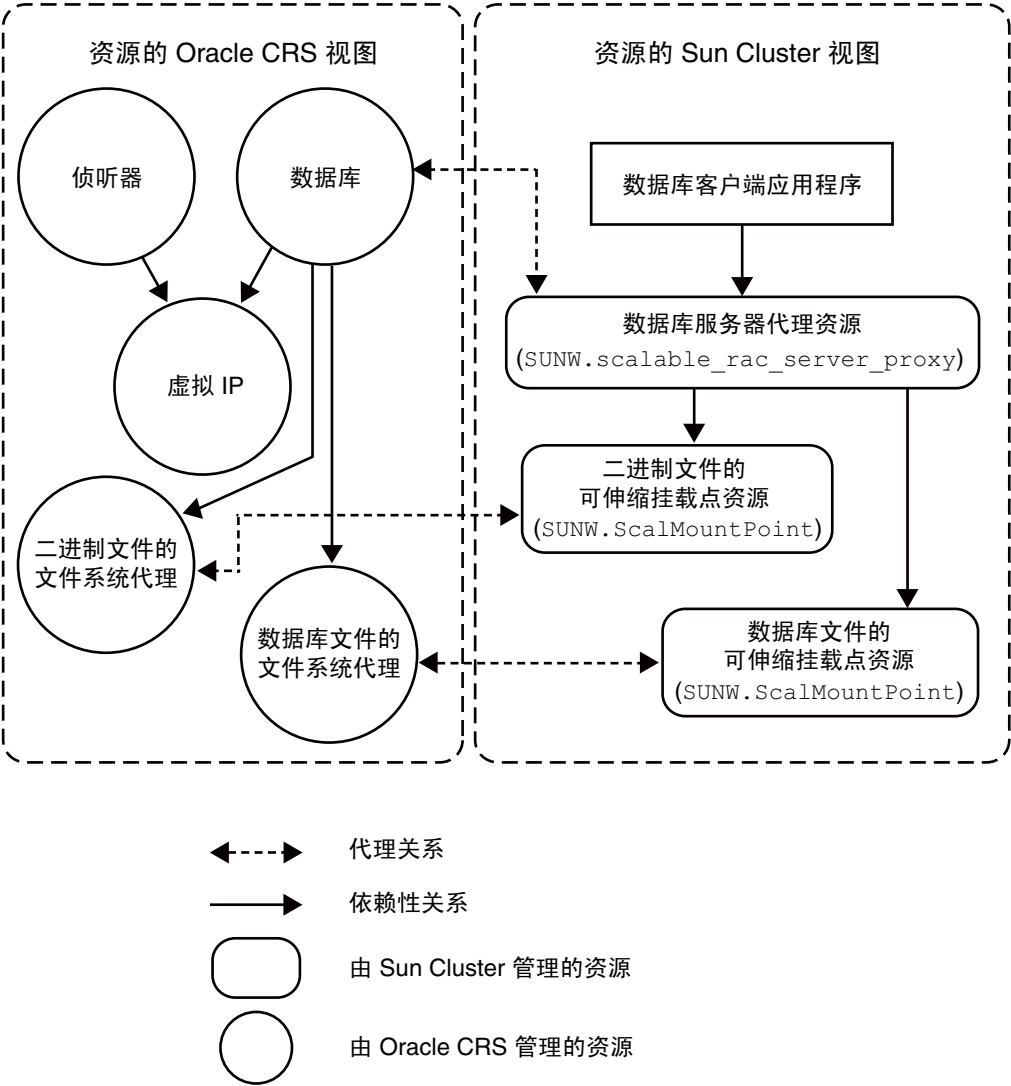 资源的 Oracle CRS 视图
侦听器
数据库
虚拟 IP
二进制文件的
文件系统代理
数据库文件的
文件系统代理
资源的 Sun Cluster 视图
数据库客户端应用程序
数据库服务器代理资源
(SUNW.scalable_rac_server_proxy)
二进制文件的
可伸缩挂载点资源
(SUNW.ScalMountPoint)
数据库文件的
可伸缩挂载点资源
(SUNW.ScalMountPoint)
代理关系
依赖性关系
由 Sun Cluster 管理的资源
由 Oracle CRS 管理的资源